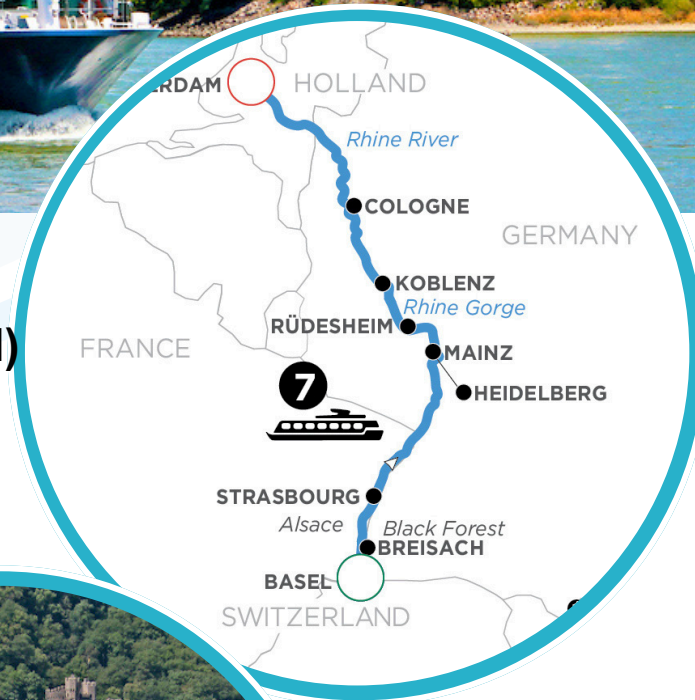 ERDAM
HOLLAND
Rhine River
COLOGNE
GERMANY
KOBLENZ
Rhine Gorge
RÜDESHEIM
FRANCE
MAINZ
7
HEIDELBERG
STRASBOURG
Alsace
Black Forest
BREISACH
BASEL
SWITZERLAND